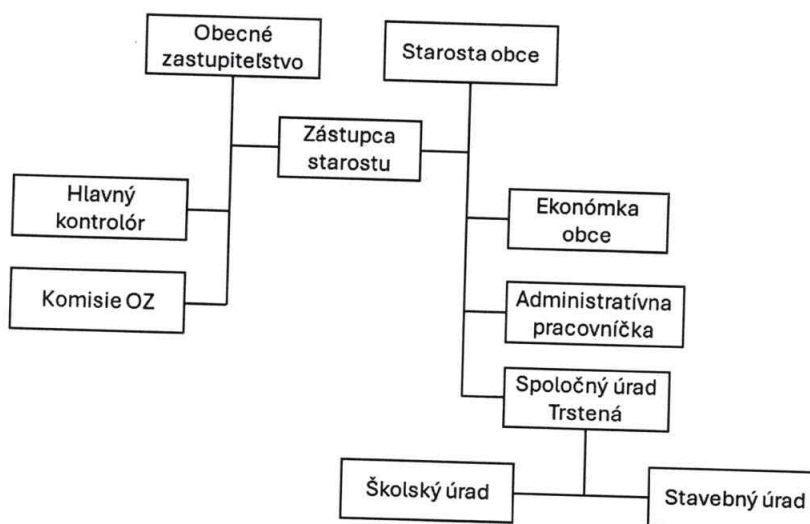 Obecné
zastupiteľstvo
Starosta obce
Zástupca
starostu
Hlavný
kontrolór
Ekonómka
obce
Komisie OZ
Administratívna
pracovníčka
Spoločný úrad
Trstená
Školský úrad
Stavebný úrad